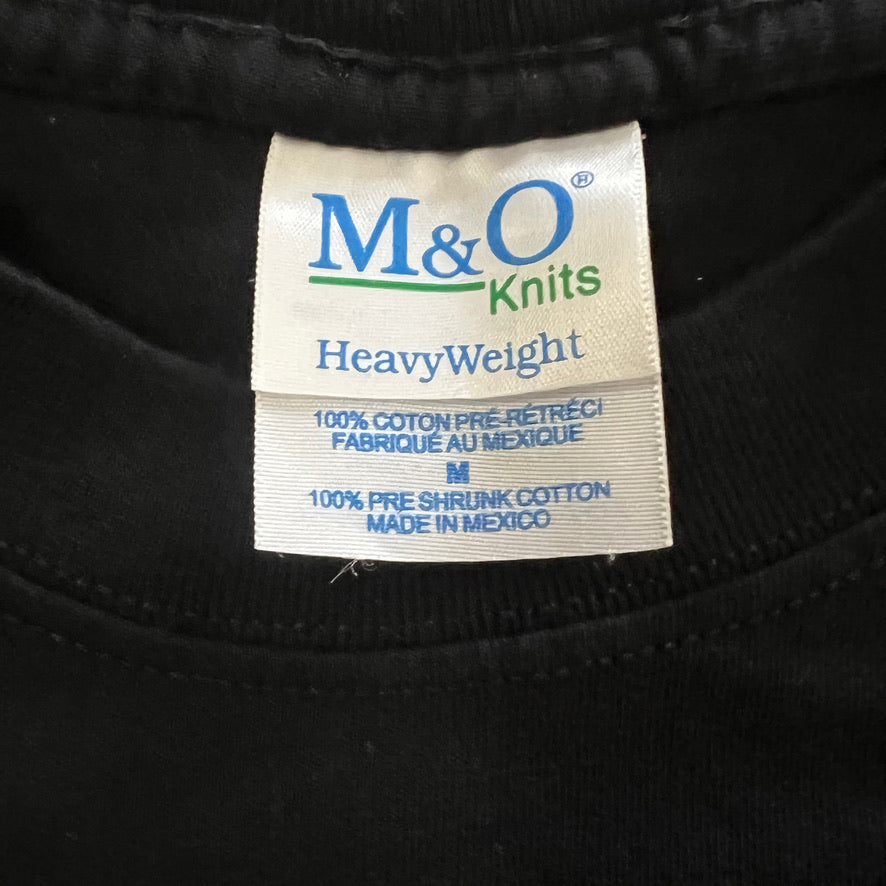 M&O®
Knits
HeavyWeight
100% COTON PRÉ-RÉTRÉCI
FABRIQUÉ AU MEXIQUE
M
100% PRE SHRUNK COTTON
MADE IN MEXICO